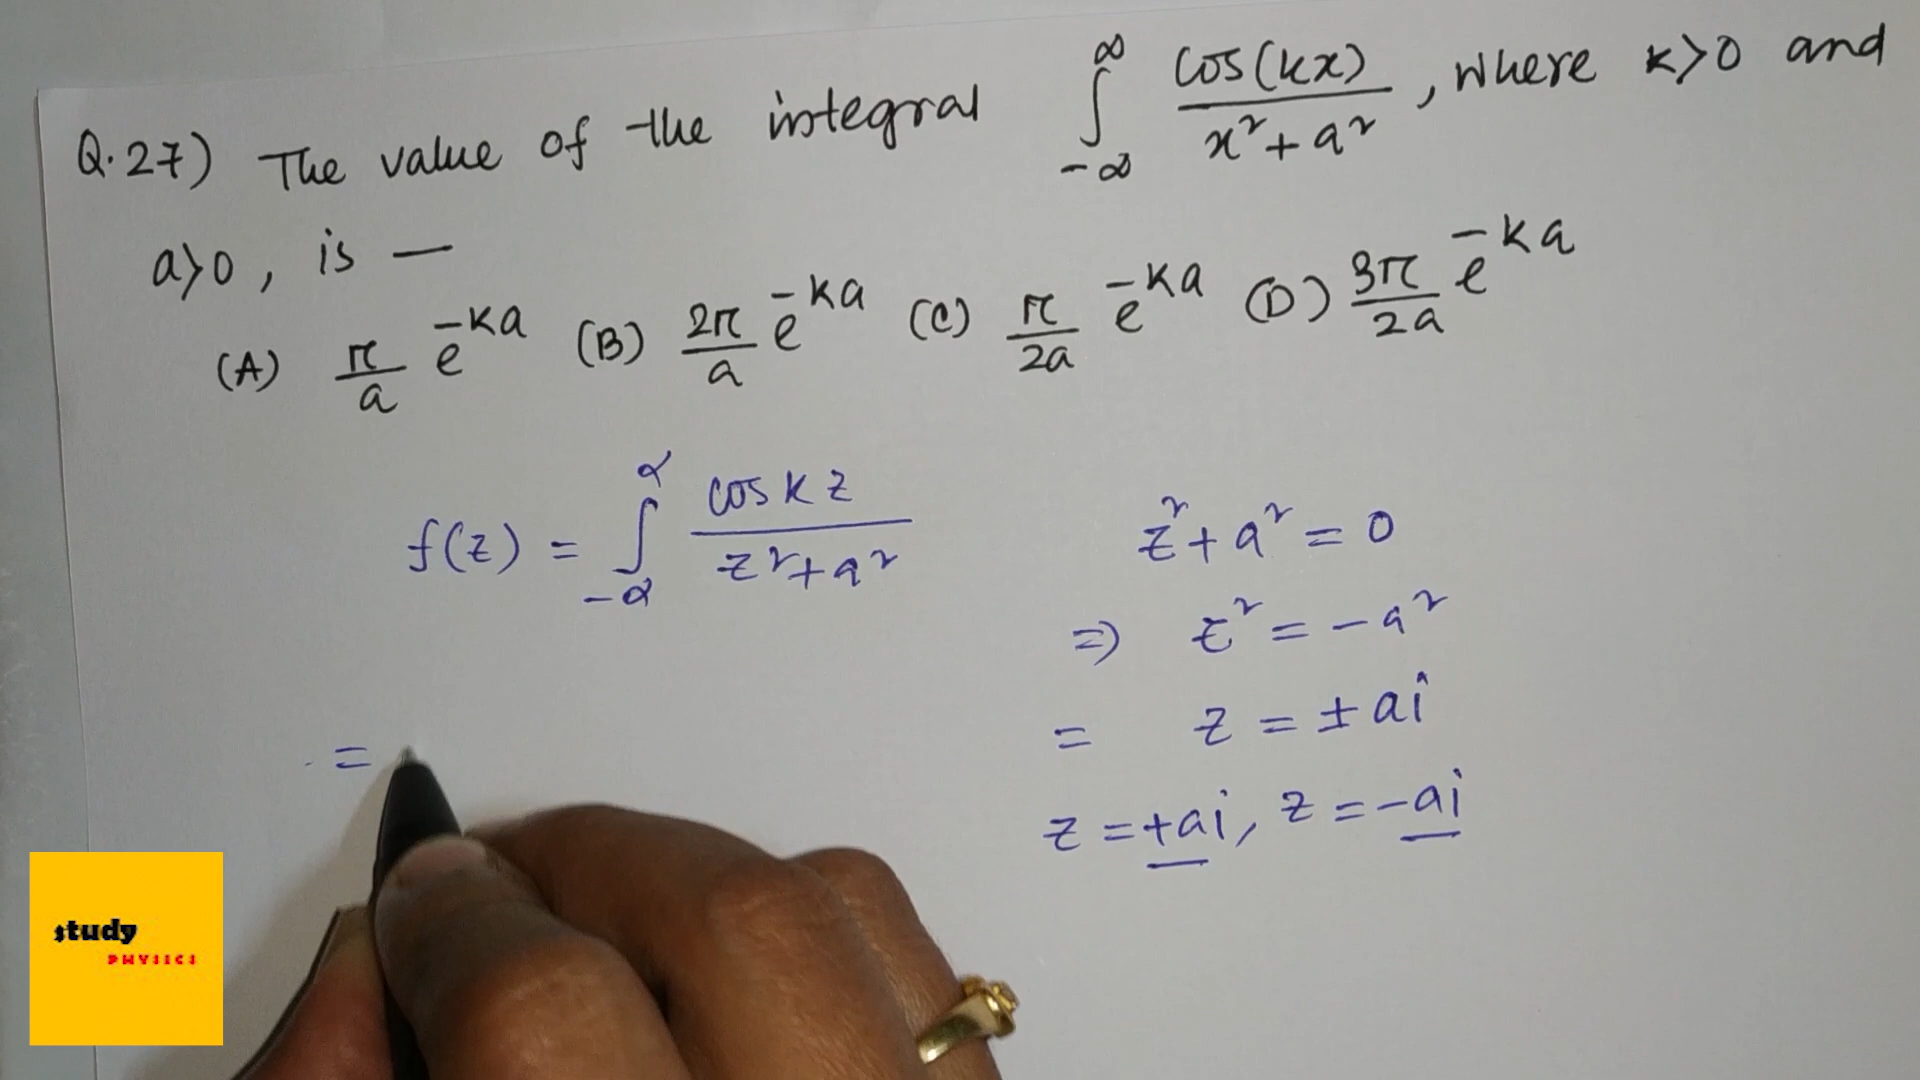 Q.27) The value of the integral ∫_{-∞}^{∞} cos(kx)/(x²+a²), where k>0 and
a>0, is —
(A) π/a e^{-ka} (B) 2π/a e^{-ka} (C) π/2a e^{-ka} (D) 3π/2a e^{-ka}
f(z) = ∫_{-α}^{α} cos kz/(z²+a²)
z²+a² = 0
⇒ z² = -a²
= z = ±ai
z = +ai, z = -ai
=
study
PHYSICS